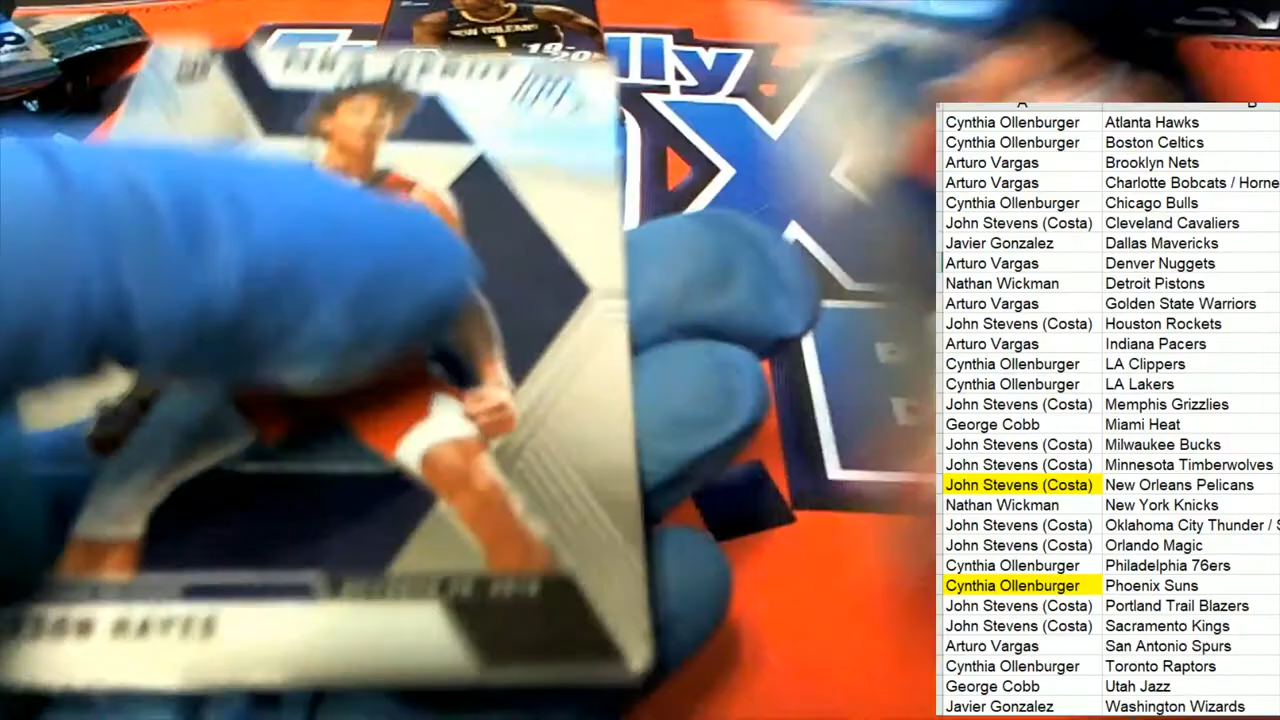 NEW ORLEANS
1
19-
20
lly
A
B
Cynthia Ollenburger Atlanta Hawks
Cynthia Ollenburger Boston Celtics
Arturo Vargas Brooklyn Nets
Arturo Vargas Charlotte Bobcats / Horne
Cynthia Ollenburger Chicago Bulls
John Stevens (Costa) Cleveland Cavaliers
Javier Gonzalez Dallas Mavericks
Arturo Vargas Denver Nuggets
Nathan Wickman Detroit Pistons
Arturo Vargas Golden State Warriors
John Stevens (Costa) Houston Rockets
Arturo Vargas Indiana Pacers
Cynthia Ollenburger LA Clippers
Cynthia Ollenburger LA Lakers
John Stevens (Costa) Memphis Grizzlies
George Cobb Miami Heat
John Stevens (Costa) Milwaukee Bucks
John Stevens (Costa) Minnesota Timberwolves
John Stevens (Costa) New Orleans Pelicans
Nathan Wickman New York Knicks
John Stevens (Costa) Oklahoma City Thunder / S
John Stevens (Costa) Orlando Magic
Cynthia Ollenburger Philadelphia 76ers
Cynthia Ollenburger Phoenix Suns
John Stevens (Costa) Portland Trail Blazers
John Stevens (Costa) Sacramento Kings
Arturo Vargas San Antonio Spurs
Cynthia Ollenburger Toronto Raptors
George Cobb Utah Jazz
Javier Gonzalez Washington Wizards
HAYES